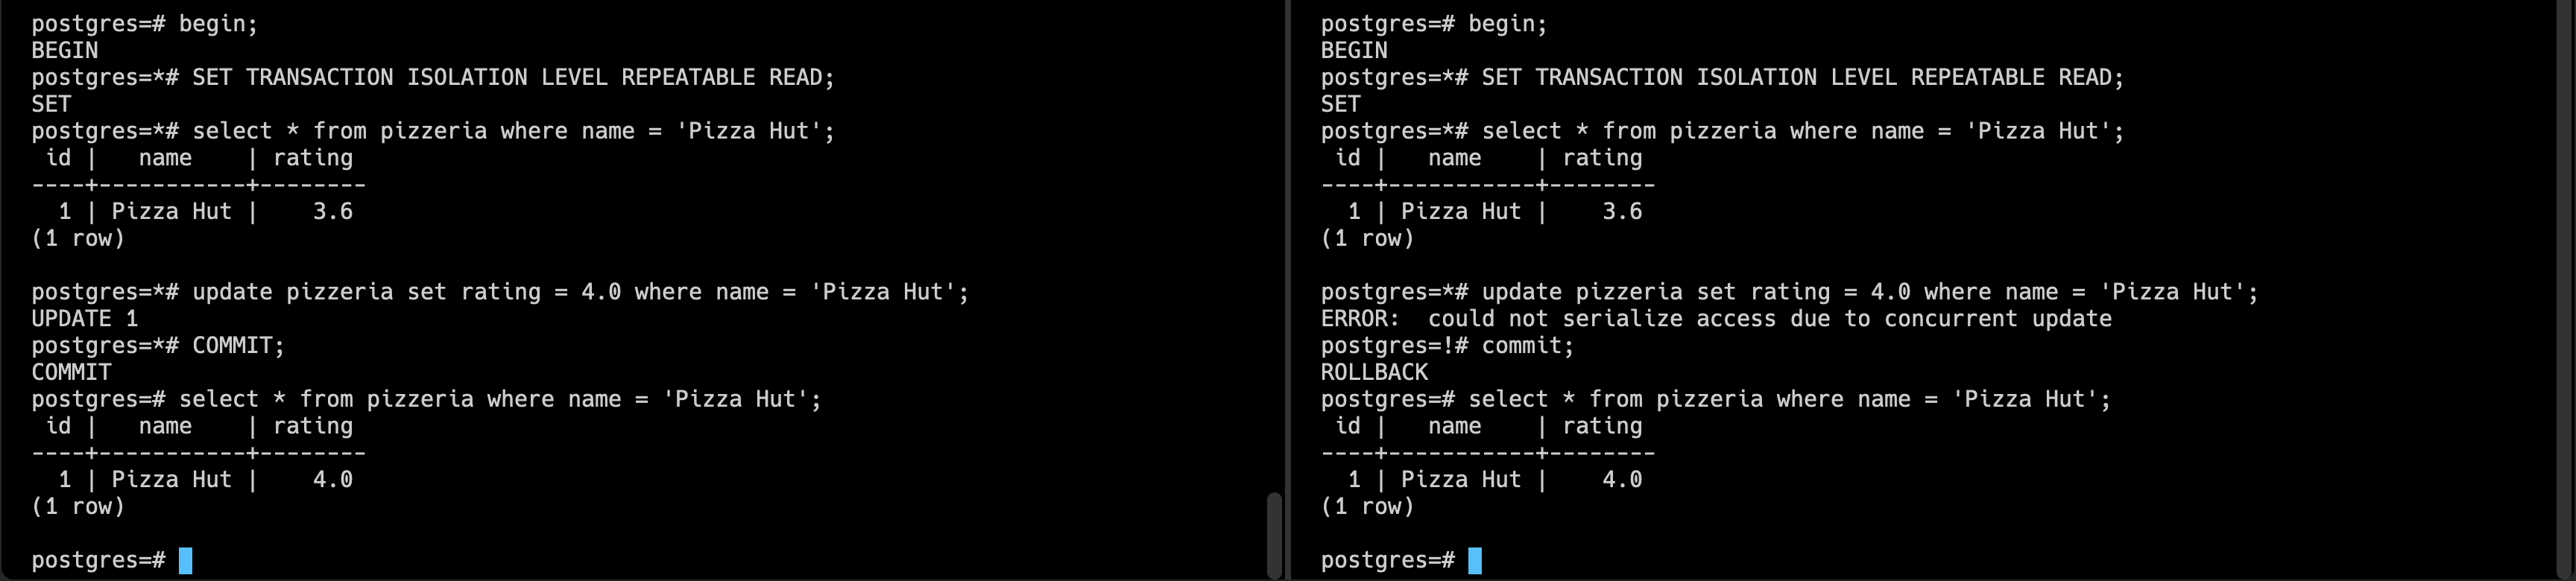 postgres=# begin;
BEGIN
postgres=*# SET TRANSACTION ISOLATION LEVEL REPEATABLE READ;
SET
postgres=*# select * from pizzeria where name = 'Pizza Hut';
 id |   name    | rating
----+-----------+--------
  1 | Pizza Hut |    3.6
(1 row)

postgres=*# update pizzeria set rating = 4.0 where name = 'Pizza Hut';
UPDATE 1
postgres=*# COMMIT;
COMMIT
postgres=# select * from pizzeria where name = 'Pizza Hut';
 id |   name    | rating
----+-----------+--------
  1 | Pizza Hut |    4.0
(1 row)

postgres=#
postgres=# begin;
BEGIN
postgres=*# SET TRANSACTION ISOLATION LEVEL REPEATABLE READ;
SET
postgres=*# select * from pizzeria where name = 'Pizza Hut';
 id |   name    | rating
----+-----------+--------
  1 | Pizza Hut |    3.6
(1 row)

postgres=*# update pizzeria set rating = 4.0 where name = 'Pizza Hut';
ERROR:  could not serialize access due to concurrent update
postgres=!# commit;
ROLLBACK
postgres=# select * from pizzeria where name = 'Pizza Hut';
 id |   name    | rating
----+-----------+--------
  1 | Pizza Hut |    4.0
(1 row)

postgres=#